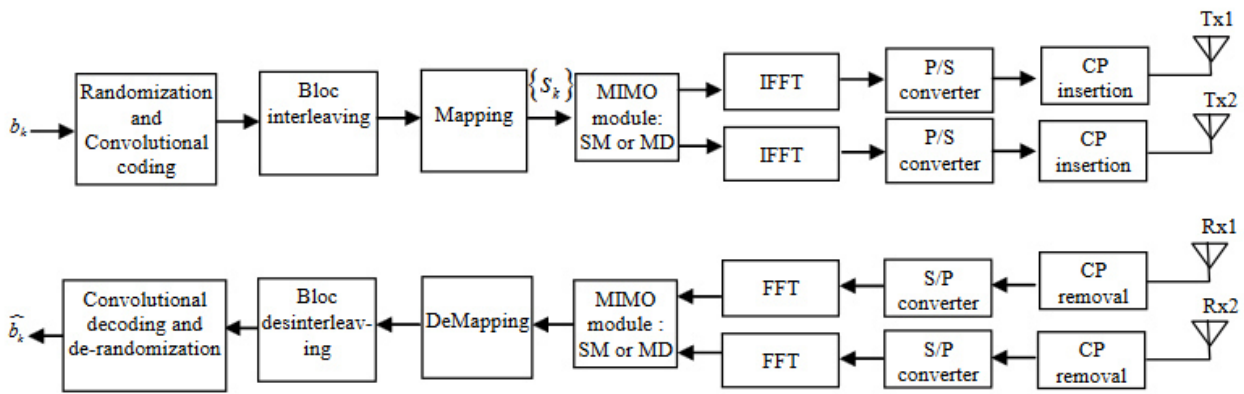 Tx1
b_k
Randomization
and
Convolutional
coding
Bloc
interleaving
Mapping
{S_k}
MIMO
module:
SM or MD
IFFT
P/S
converter
CP
insertion
Tx2
IFFT
P/S
converter
CP
insertion
Rx1
b̂_k
Convolutional
decoding and
de-randomization
Bloc
desinterleav-
ing
DeMapping
MIMO
module :
SM or MD
FFT
S/P
converter
CP
removal
Rx2
FFT
S/P
converter
CP
removal